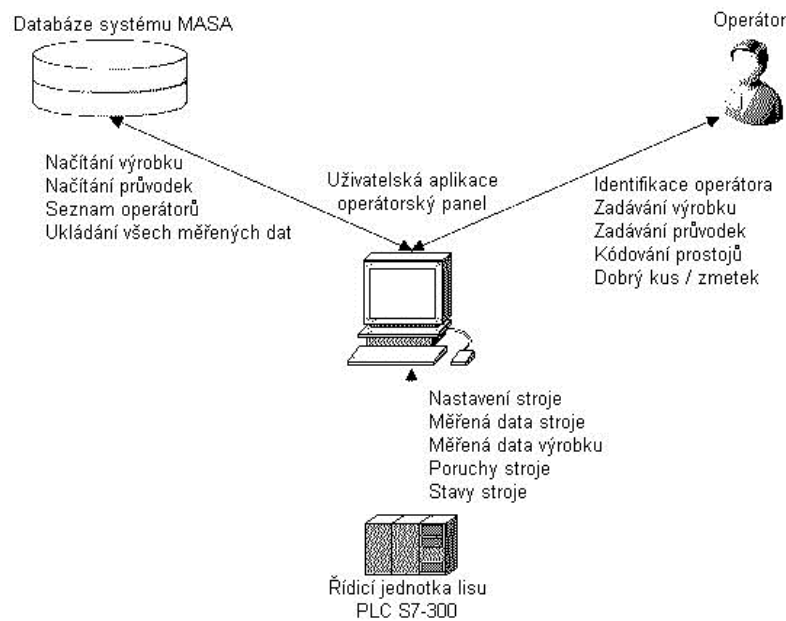 Databáze systému MASA
Operátor
Načítání výrobku
Načítání průvodek
Seznam operátorů
Ukládání všech měřených dat
Uživatelská aplikace
operátorský panel
Identifikace operátora
Zadávání výrobku
Zadávání průvodek
Kódování prostojů
Dobrý kus / zmetek
Nastavení stroje
Měřená data stroje
Měřená data výrobku
Poruchy stroje
Stavy stroje
Řídicí jednotka lisu
PLC S7-300